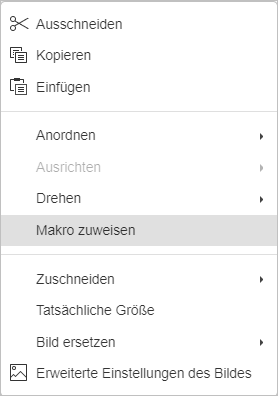 Ausschneiden
Kopieren
Einfügen
Anordnen
Ausrichten
Drehen
Makro zuweisen
Zuschneiden
Tatsächliche Größe
Bild ersetzen
Erweiterte Einstellungen des Bildes